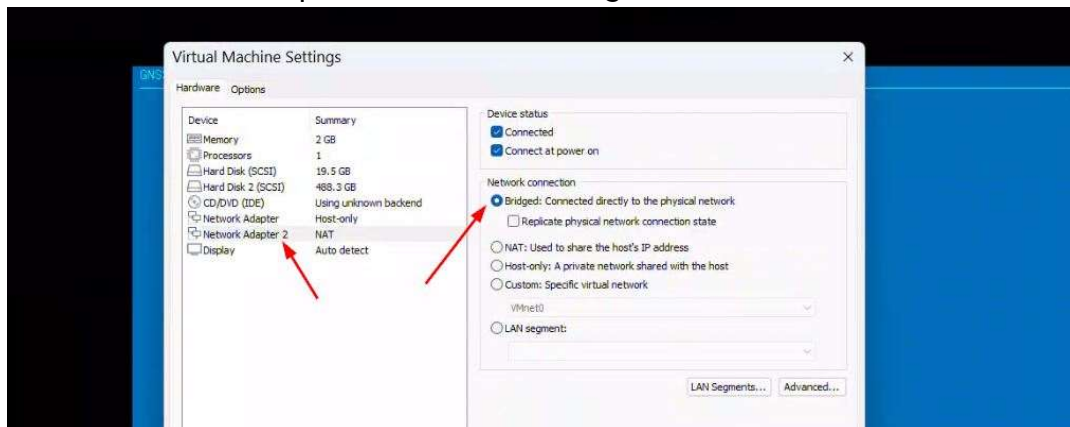 Virtual Machine Settings
GNS
Hardware Options
Device Summary
Memory 2 GB
Processors 1
Hard Disk (SCSI) 19.5 GB
Hard Disk 2 (SCSI) 488.3 GB
CD/DVD (IDE) Using unknown backend
Network Adapter Host-only
Network Adapter 2 NAT
Display Auto detect
Device status
Connected
Connect at power on
Network connection
Bridged: Connected directly to the physical network
Replicate physical network connection state
NAT: Used to share the host's IP address
Host-only: A private network shared with the host
Custom: Specific virtual network
VMnet0
LAN segment:
LAN Segments... Advanced...